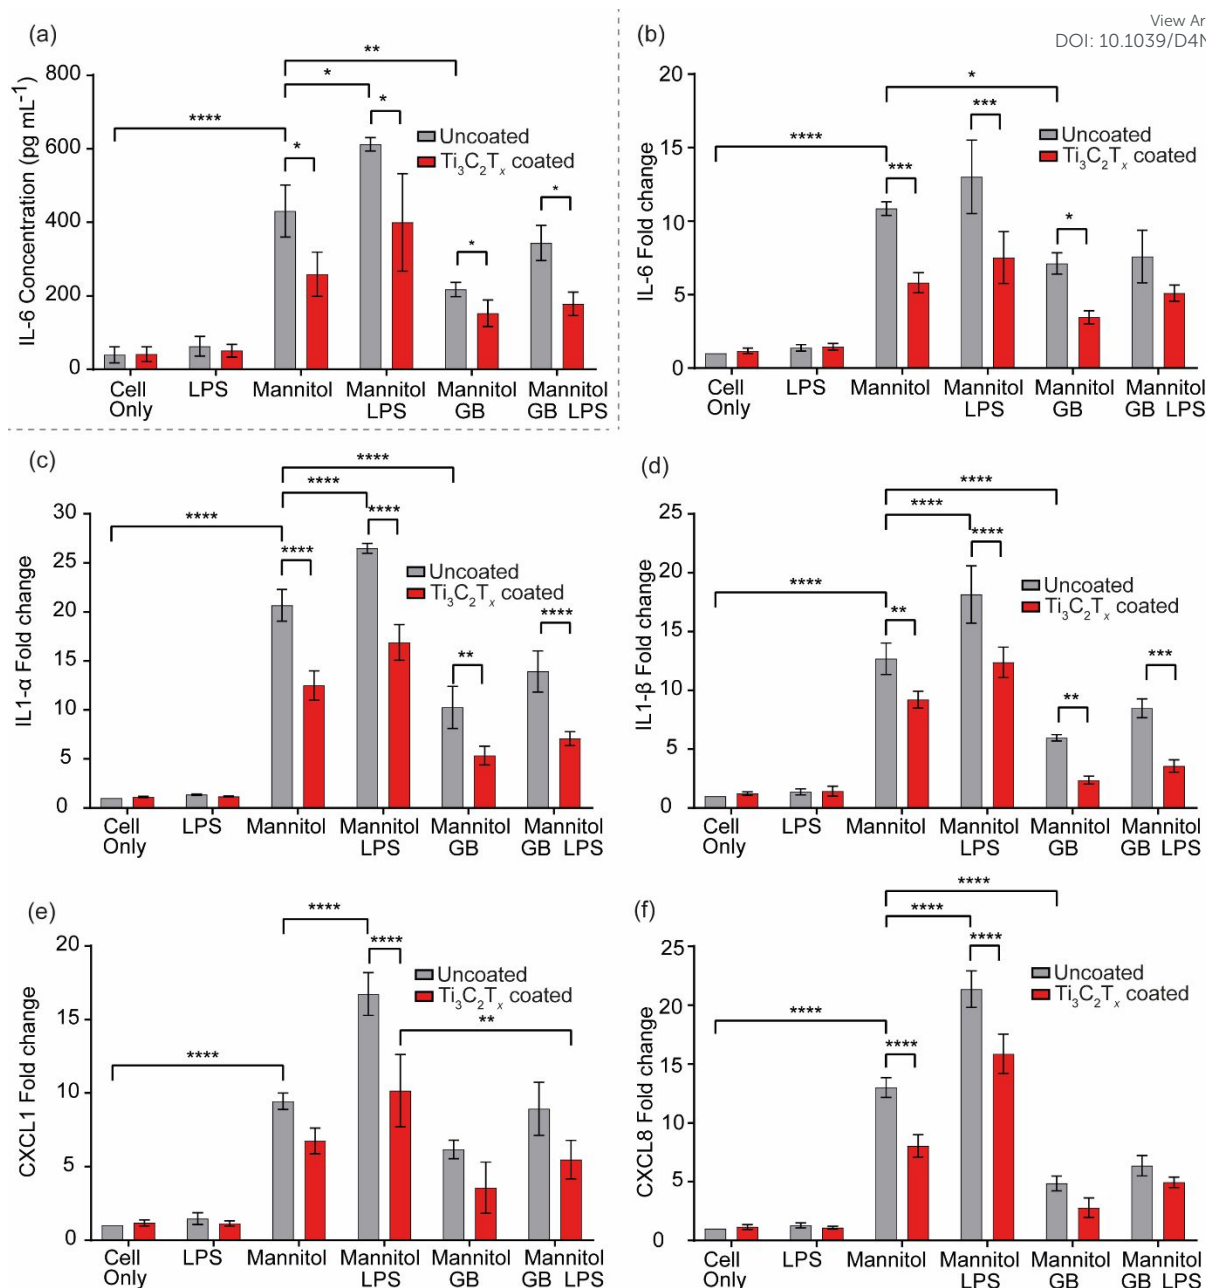 View Ar
DOI: 10.1039/D4N
(a)
**
*
*
****
*
*
*
Uncoated
Ti₃C₂Tₓ coated
IL-6 Concentration (pg mL⁻¹)
800
600
400
200
0
Cell Only
LPS
Mannitol
Mannitol LPS
Mannitol GB
Mannitol GB LPS
(b)
*
***
****
***
*
Uncoated
Ti₃C₂Tₓ coated
IL-6 Fold change
20
15
10
5
0
Cell Only
LPS
Mannitol
Mannitol LPS
Mannitol GB
Mannitol GB LPS
(c)
****
****
****
****
****
**
****
Uncoated
Ti₃C₂Tₓ coated
IL1-α Fold change
30
25
20
15
10
5
0
Cell Only
LPS
Mannitol
Mannitol LPS
Mannitol GB
Mannitol GB LPS
(d)
****
****
****
****
**
**
***
Uncoated
Ti₃C₂Tₓ coated
IL1-β Fold change
25
20
15
10
5
0
Cell Only
LPS
Mannitol
Mannitol LPS
Mannitol GB
Mannitol GB LPS
(e)
****
****
**
****
Uncoated
Ti₃C₂Tₓ coated
CXCL1 Fold change
20
15
10
5
0
Cell Only
LPS
Mannitol
Mannitol LPS
Mannitol GB
Mannitol GB LPS
(f)
****
****
****
****
****
Uncoated
Ti₃C₂Tₓ coated
CXCL8 Fold change
25
20
15
10
5
0
Cell Only
LPS
Mannitol
Mannitol LPS
Mannitol GB
Mannitol GB LPS